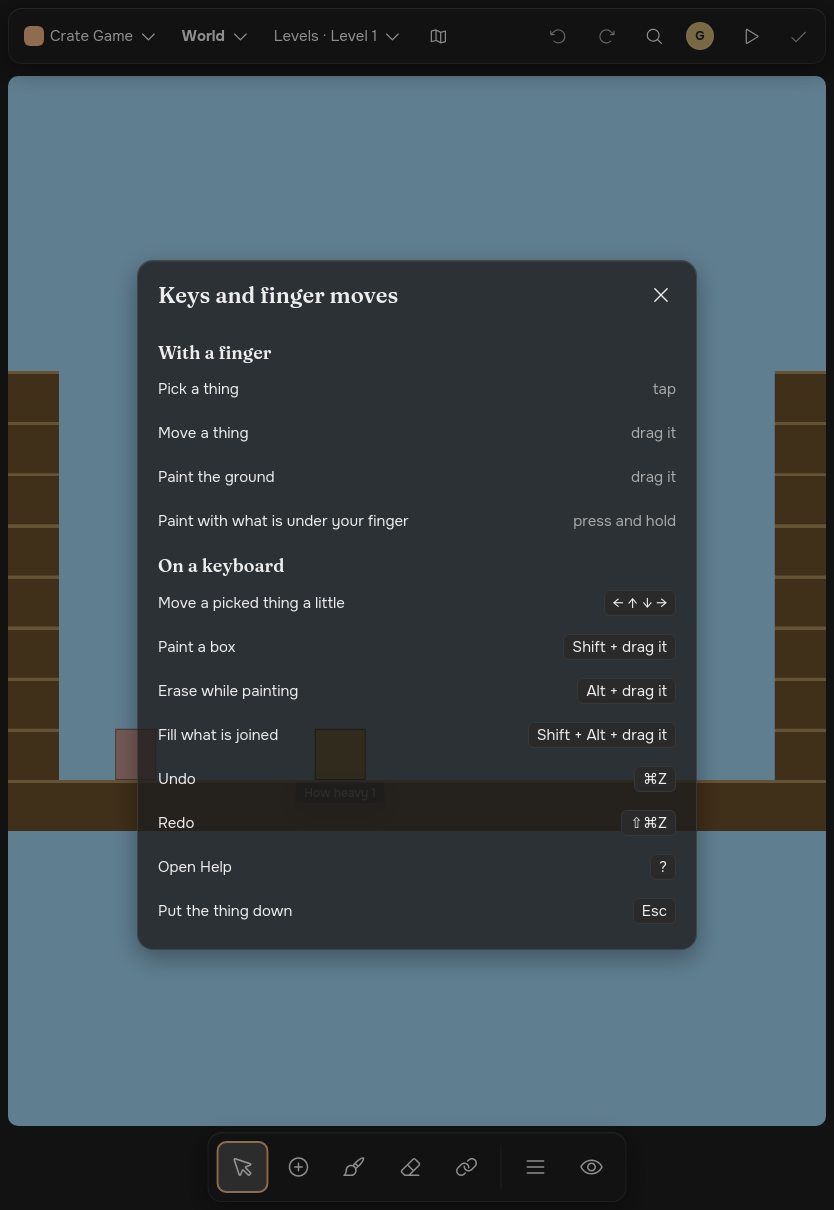 Crate Game World Levels · Level 1 G
Keys and finger moves
With a finger
Pick a thing tap
Move a thing drag it
Paint the ground drag it
Paint with what is under your finger press and hold
On a keyboard
Move a picked thing a little ← ↑ ↓ →
Paint a box Shift + drag it
Erase while painting Alt + drag it
Fill what is joined Shift + Alt + drag it
Undo ⌘Z
How heavy 1
Redo ⇧⌘Z
Open Help ?
Put the thing down Esc